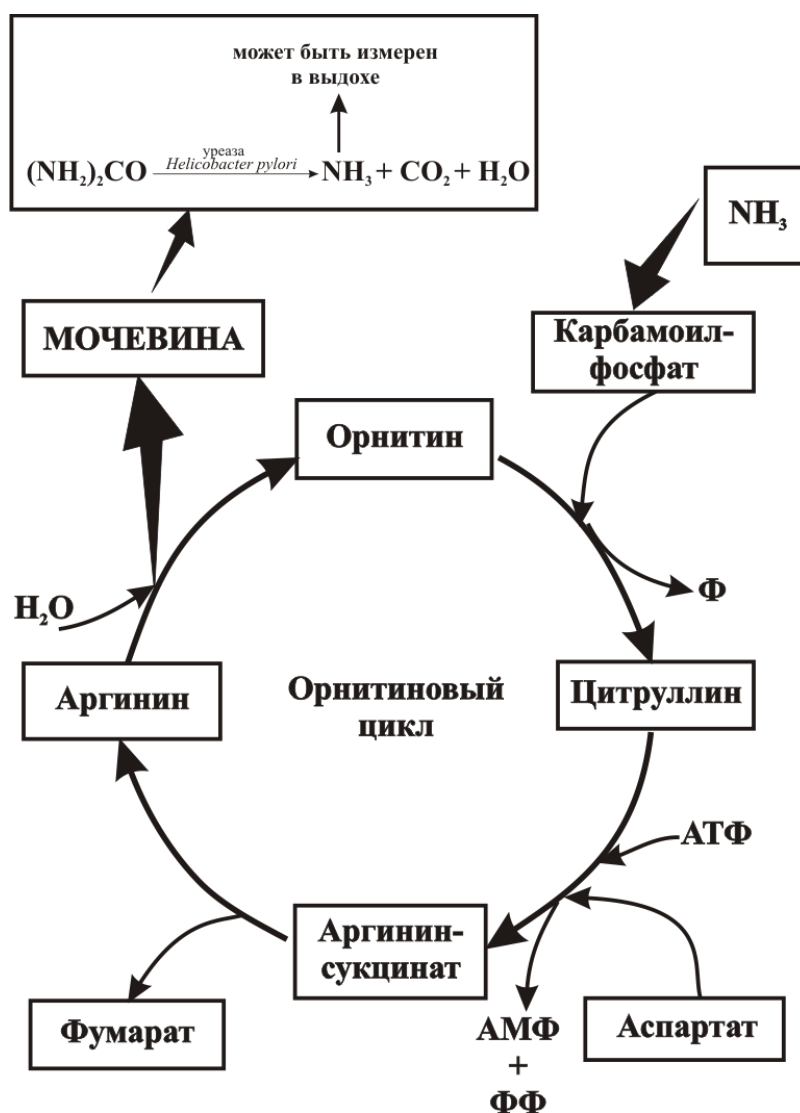 может быть измерен
в выдохе
уреаза
(NH₂)₂CO Helicobacter pylori NH₃ + CO₂ + H₂O
NH₃
МОЧЕВИНА
Карбамоил-
фосфат
Орнитин
H₂O
Ф
Аргинин
Орнитиновый
цикл
Цитруллин
АТФ
Аргинин-
сукцинат
Фумарат
АМФ
+
ФФ
Аспартат